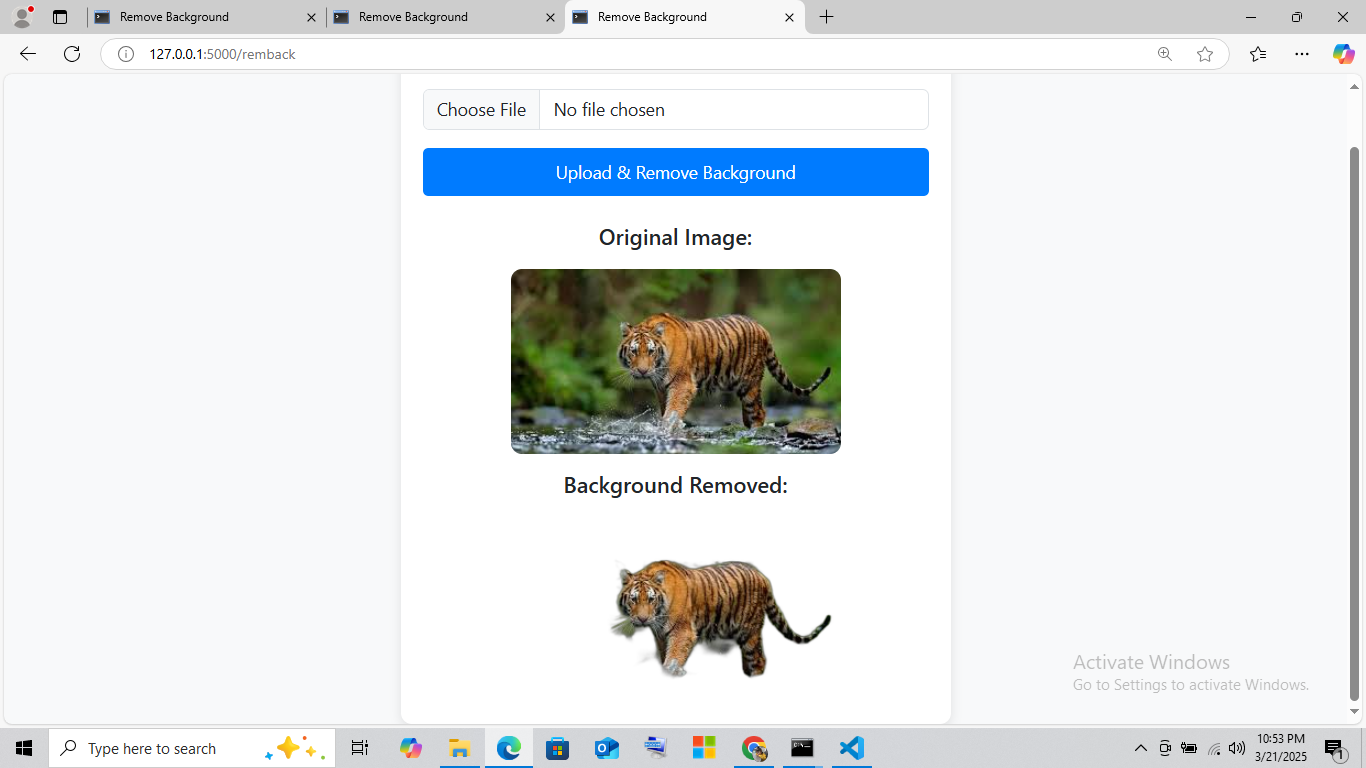 Remove Background
Remove Background
Remove Background
127.0.0.1:5000/remback
Choose File No file chosen
Upload & Remove Background
Original Image:
Background Removed:
Activate Windows
Go to Settings to activate Windows.
Type here to search
10:53 PM
3/21/2025
1